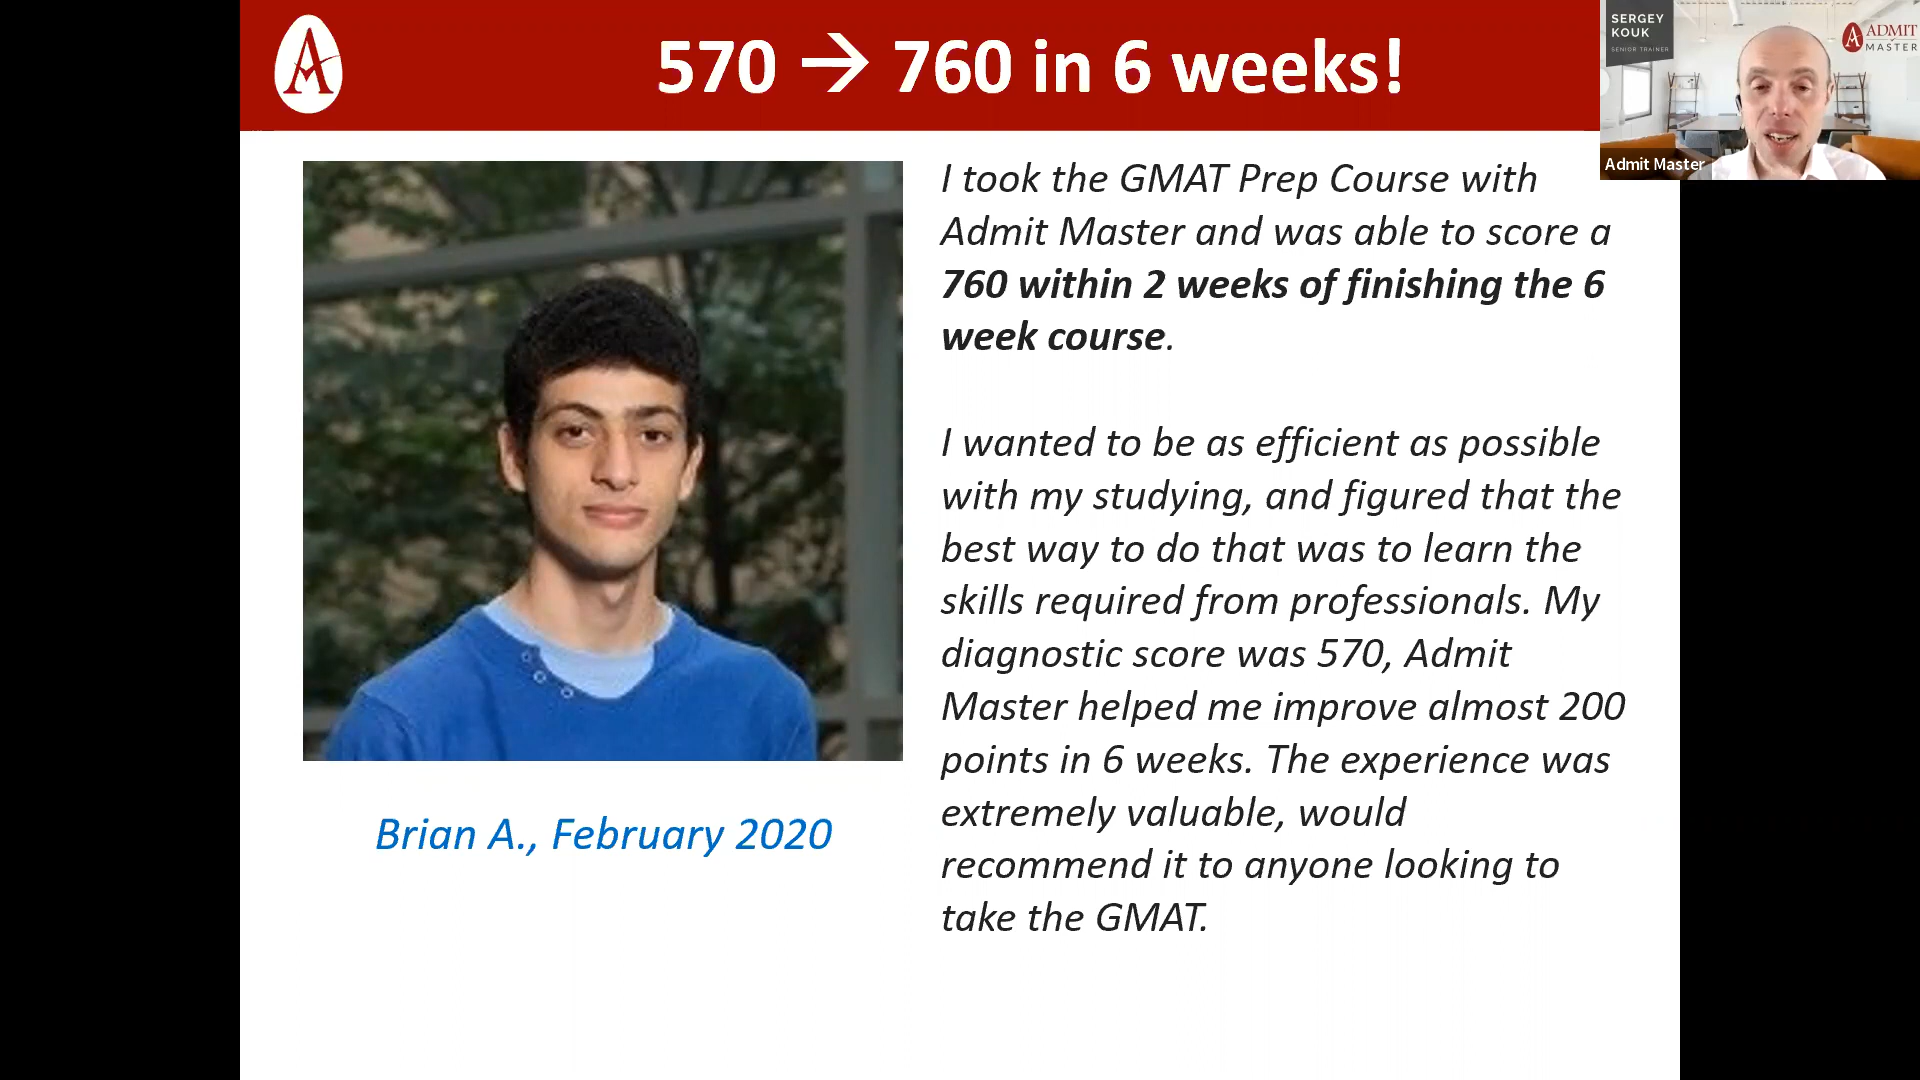 570 → 760 in 6 weeks!
SERGEY
KOUK
SENIOR TRAINER
ADMIT
MASTER
Admit Master
I took the GMAT Prep Course with
Admit Master and was able to score a
760 within 2 weeks of finishing the 6
week course.
I wanted to be as efficient as possible
with my studying, and figured that the
best way to do that was to learn the
skills required from professionals. My
diagnostic score was 570, Admit
Master helped me improve almost 200
points in 6 weeks. The experience was
extremely valuable, would
recommend it to anyone looking to
take the GMAT.
Brian A., February 2020